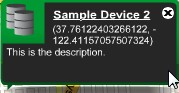 Sample Device 2
(37.76122403266122, -
122.41157057507324)
This is the description.